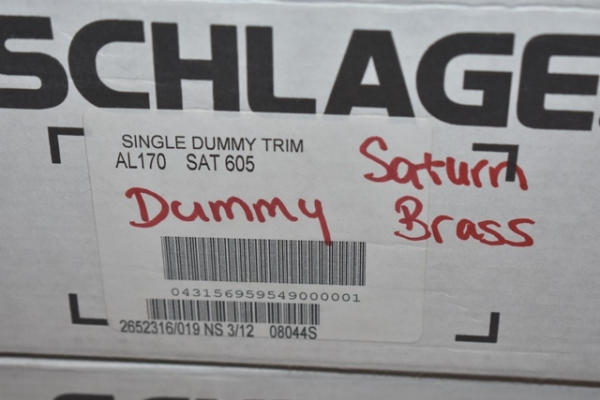 SCHLAGE
SINGLE DUMMY TRIM
AL170 SAT 605
Saturn
Dummy Brass
043156959549000001
2652316/019 NS 3/12 08044S